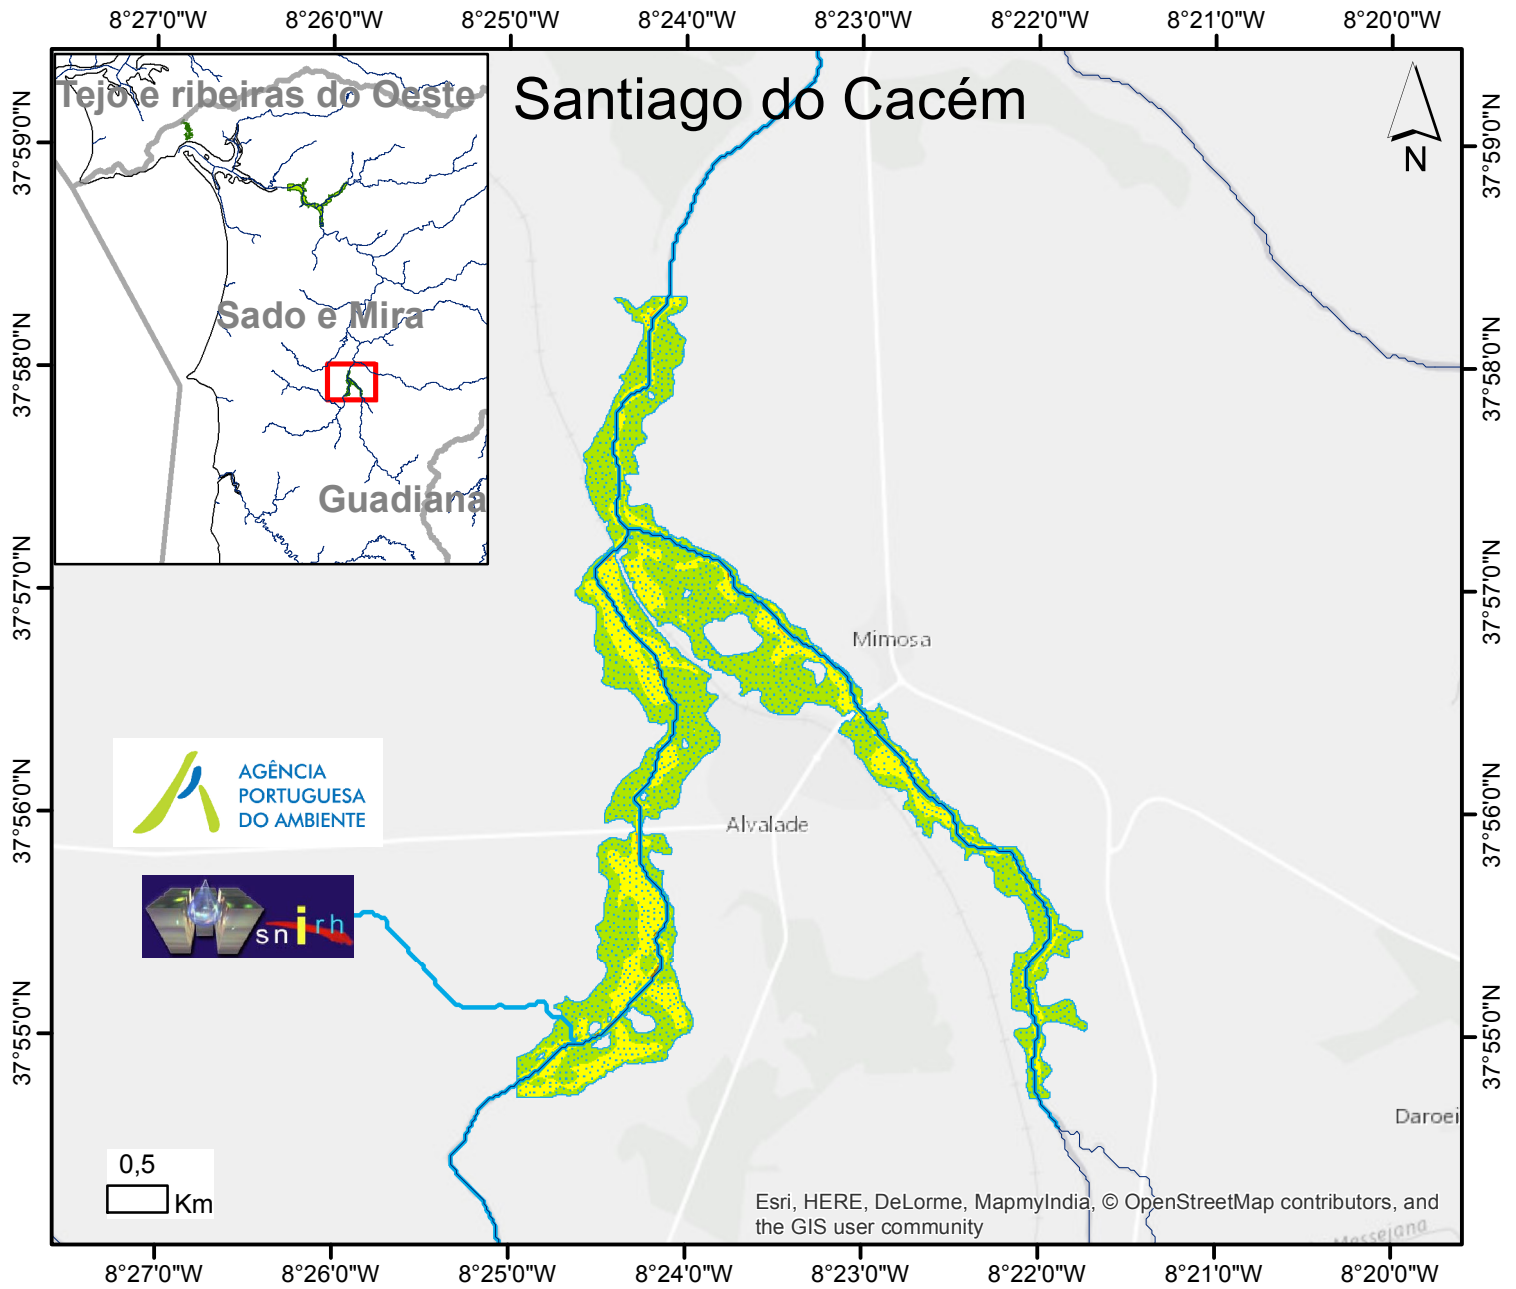 8°27'0"W 8°26'0"W 8°25'0"W 8°24'0"W 8°23'0"W 8°22'0"W 8°21'0"W 8°20'0"W
Tejo e ribeiras do Oeste
Santiago do Cacém
N
37°59'0"N
37°59'0"N
Sado e Mira
37°58'0"N
37°58'0"N
Guadiana
37°57'0"N
37°57'0"N
Mimosa
AGÊNCIA
PORTUGUESA
DO AMBIENTE
37°56'0"N
37°56'0"N
Alvalade
snirh
37°55'0"N
37°55'0"N
Daroei
0,5
Km
Esri, HERE, DeLorme, MapmyIndia, © OpenStreetMap contributors, and
the GIS user community
Messejana
8°27'0"W 8°26'0"W 8°25'0"W 8°24'0"W 8°23'0"W 8°22'0"W 8°21'0"W 8°20'0"W